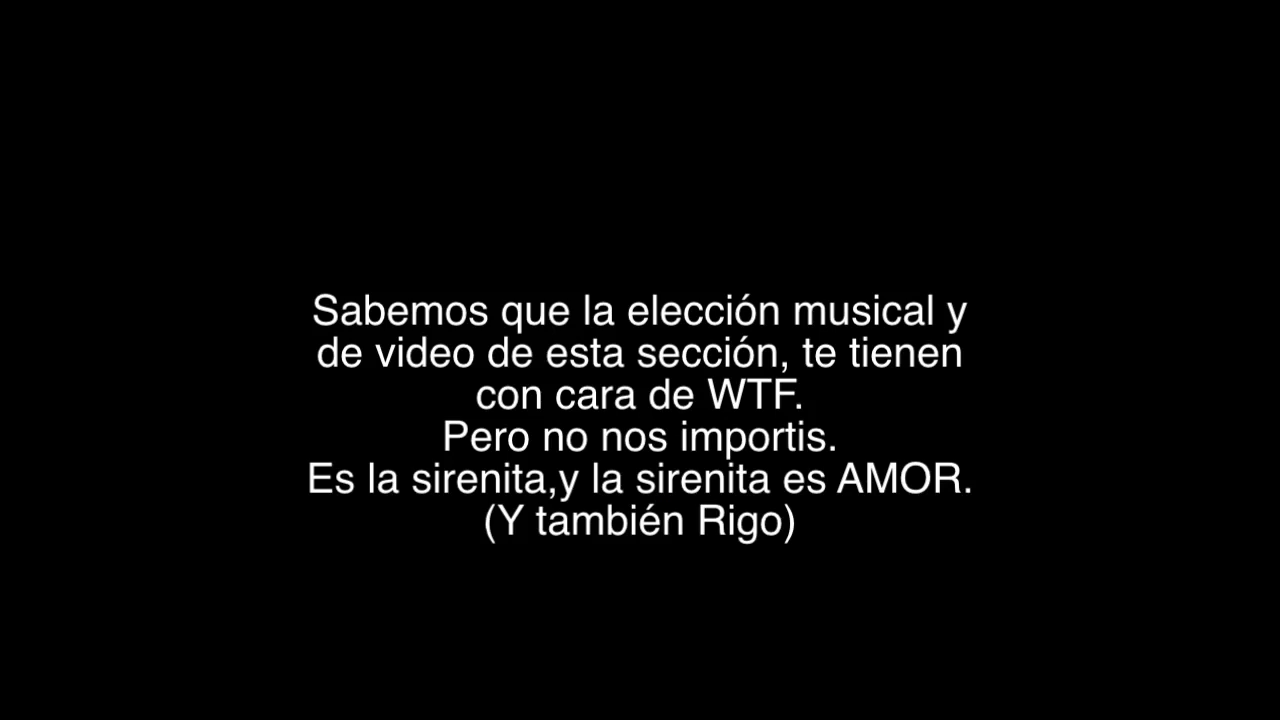 Sabemos que la elección musical y
de video de esta sección, te tienen
con cara de WTF.
Pero no nos importis.
Es la sirenita,y la sirenita es AMOR.
(Y también Rigo)